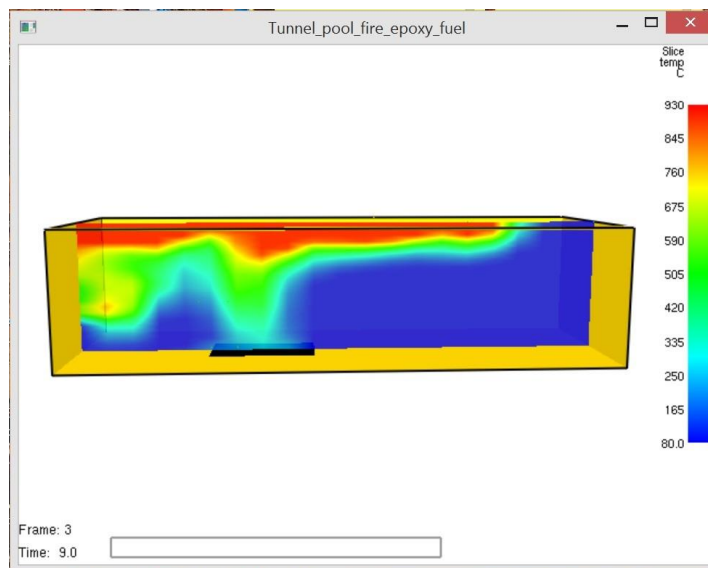 Tunnel_pool_fire_epoxy_fuel
Slice
temp
C
930
845
760
675
590
505
420
335
250
165
80.0
Frame: 3
Time: 9.0